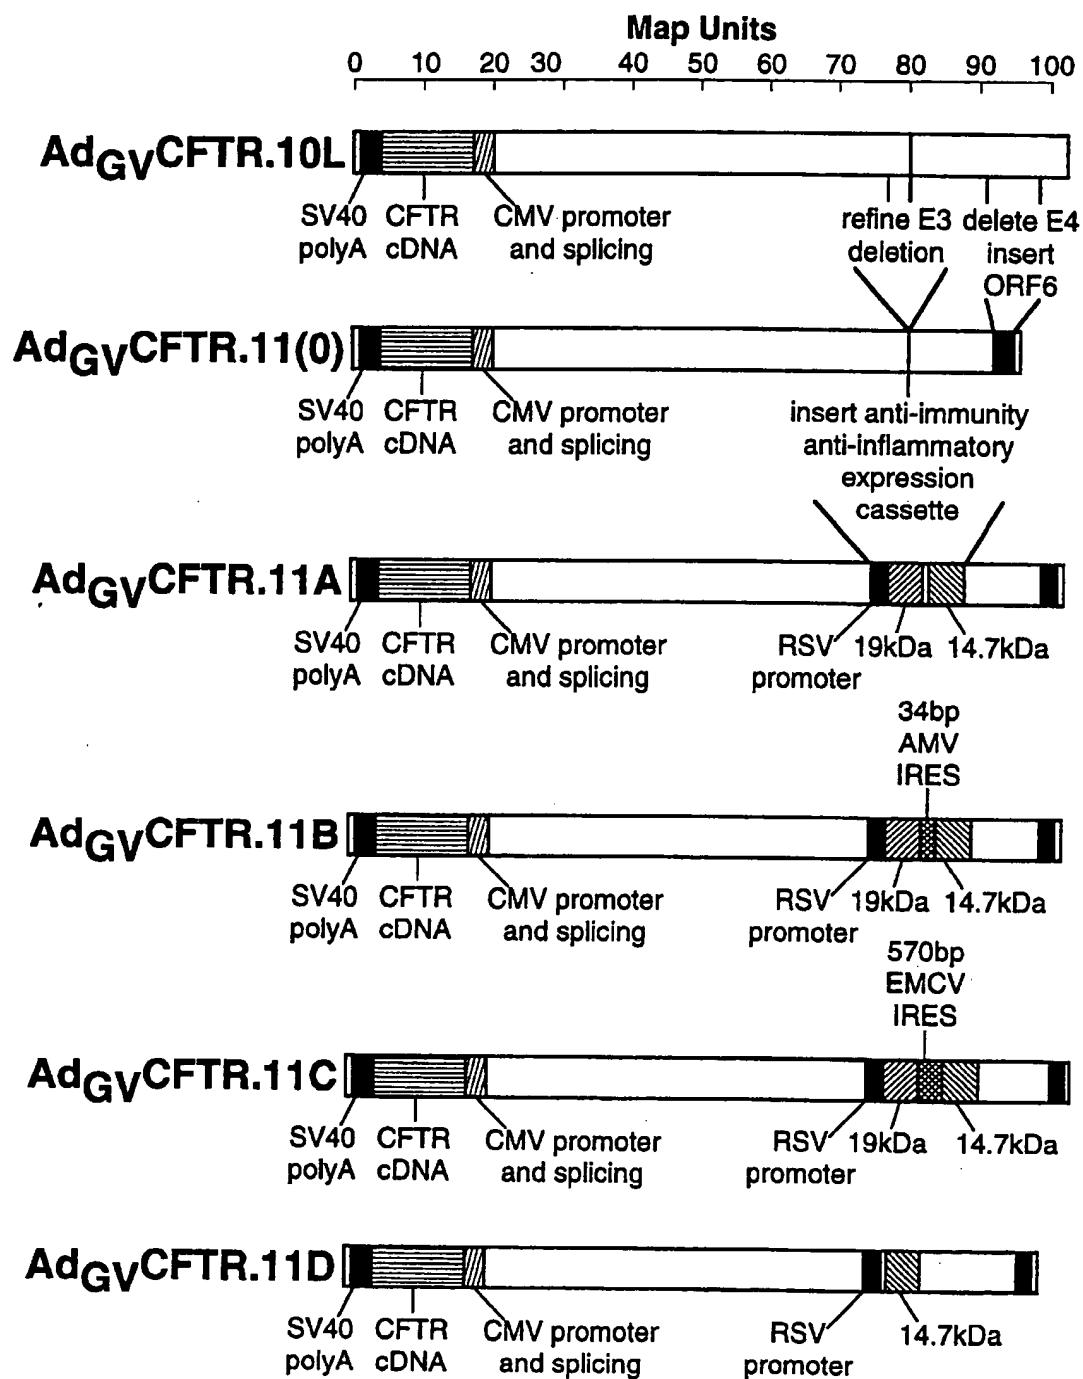 Map Units
0 10 20 30 40 50 60 70 80 90 100
AdGVCFTR.10L
SV40 polyA
CFTR cDNA
CMV promoter and splicing
refine E3 deletion
delete E4 insert ORF6
AdGVCFTR.11(0)
SV40 polyA
CFTR cDNA
CMV promoter and splicing
insert anti-immunity
anti-inflammatory
expression
cassette
AdGVCFTR.11A
SV40 polyA
CFTR cDNA
CMV promoter and splicing
RSV promoter
19kDa
14.7kDa
34bp
AMV
IRES
AdGVCFTR.11B
SV40 polyA
CFTR cDNA
CMV promoter and splicing
RSV promoter
19kDa
14.7kDa
570bp
EMCV
IRES
AdGVCFTR.11C
SV40 polyA
CFTR cDNA
CMV promoter and splicing
RSV promoter
19kDa
14.7kDa
AdGVCFTR.11D
SV40 polyA
CFTR cDNA
CMV promoter and splicing
RSV promoter
14.7kDa